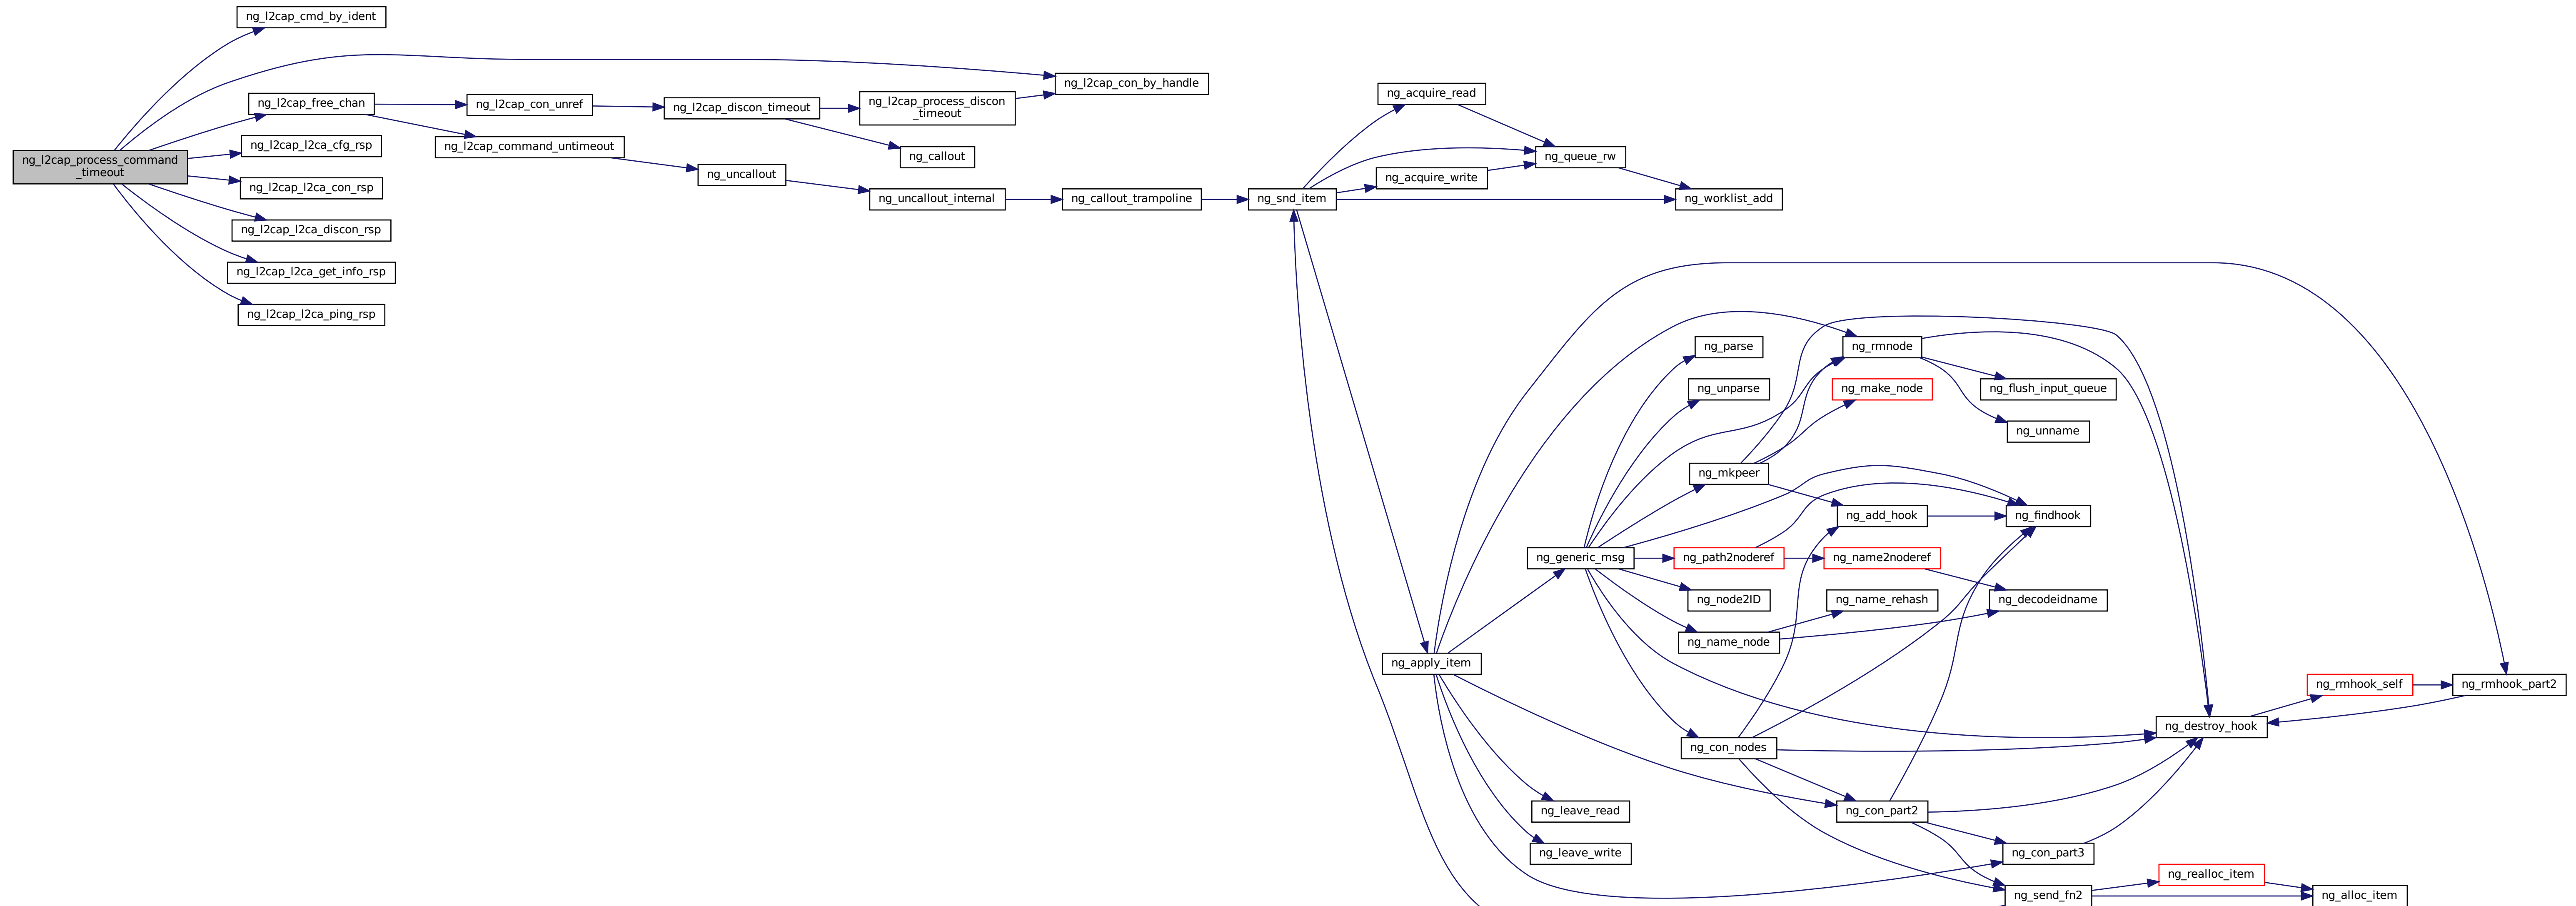 ng_l2cap_cmd_by_ident
ng_l2cap_con_by_handle
ng_l2cap_free_chan
ng_l2cap_con_unref
ng_l2cap_discon_timeout
ng_l2cap_process_discon
_timeout
ng_acquire_read
ng_l2cap_l2ca_cfg_rsp
ng_l2cap_command_untimeout
ng_callout
ng_queue_rw
ng_l2cap_process_command
_timeout
ng_uncallout
ng_acquire_write
ng_l2cap_l2ca_con_rsp
ng_uncallout_internal
ng_callout_trampoline
ng_snd_item
ng_worklist_add
ng_l2cap_l2ca_discon_rsp
ng_l2cap_l2ca_get_info_rsp
ng_l2cap_l2ca_ping_rsp
ng_parse
ng_rmnode
ng_unparse
ng_make_node
ng_flush_input_queue
ng_unname
ng_mkpeer
ng_add_hook
ng_findhook
ng_generic_msg
ng_path2noderef
ng_name2noderef
ng_node2ID
ng_name_rehash
ng_decodeidname
ng_name_node
ng_apply_item
ng_rmhook_self
ng_rmhook_part2
ng_destroy_hook
ng_con_nodes
ng_leave_read
ng_con_part2
ng_leave_write
ng_con_part3
ng_realloc_item
ng_send_fn2
ng_alloc_item